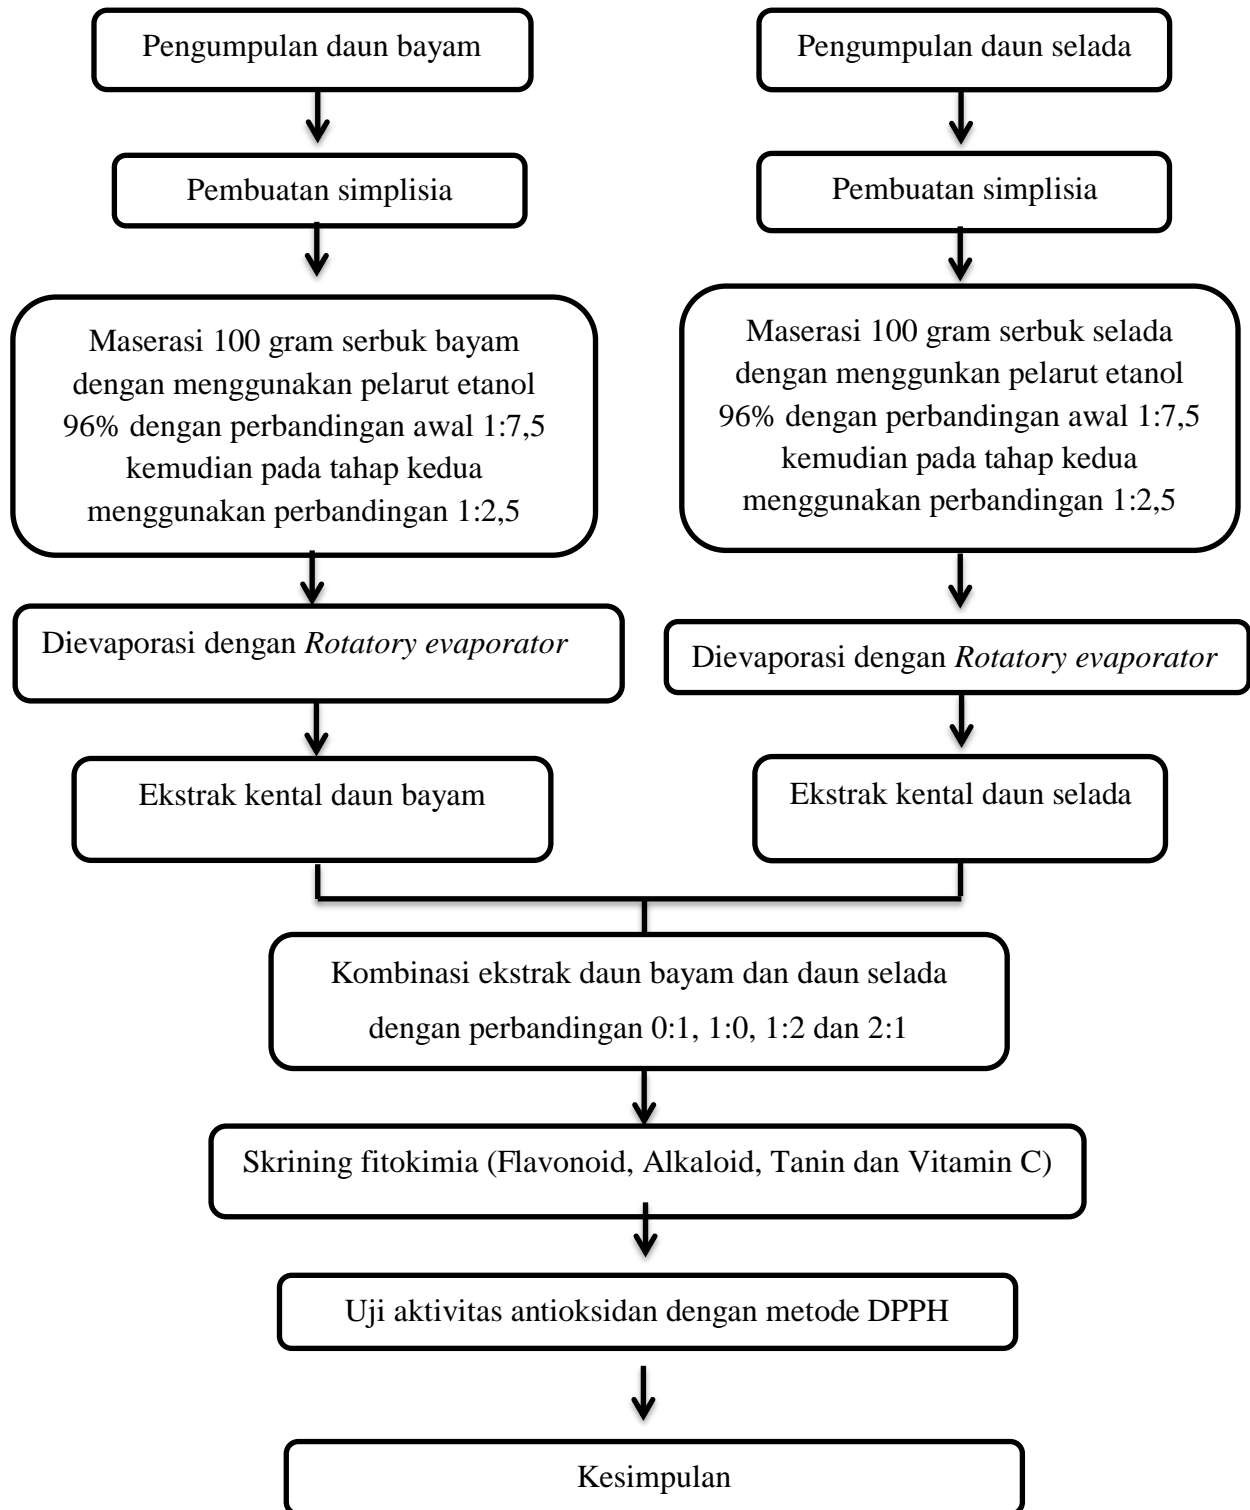 Pengumpulan daun bayam
Pengumpulan daun selada
Pembuatan simplisia
Pembuatan simplisia
Maserasi 100 gram serbuk bayam
dengan menggunakan pelarut etanol
96% dengan perbandingan awal 1:7,5
kemudian pada tahap kedua
menggunakan perbandingan 1:2,5
Maserasi 100 gram serbuk selada
dengan menggunkan pelarut etanol
96% dengan perbandingan awal 1:7,5
kemudian pada tahap kedua
menggunakan perbandingan 1:2,5
Dievaporasi dengan Rotatory evaporator
Dievaporasi dengan Rotatory evaporator
Ekstrak kental daun bayam
Ekstrak kental daun selada
Kombinasi ekstrak daun bayam dan daun selada
dengan perbandingan 0:1, 1:0, 1:2 dan 2:1
Skrining fitokimia (Flavonoid, Alkaloid, Tanin dan Vitamin C)
Uji aktivitas antioksidan dengan metode DPPH
Kesimpulan